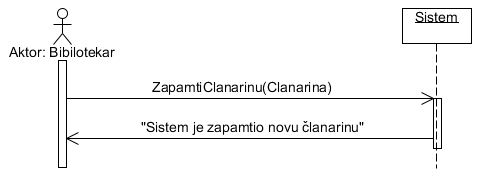 Sistem
Aktor: Bibilotekar
ZapamtiClanarinu(Clanarina)
"Sistem je zapamtio novu članarinu"